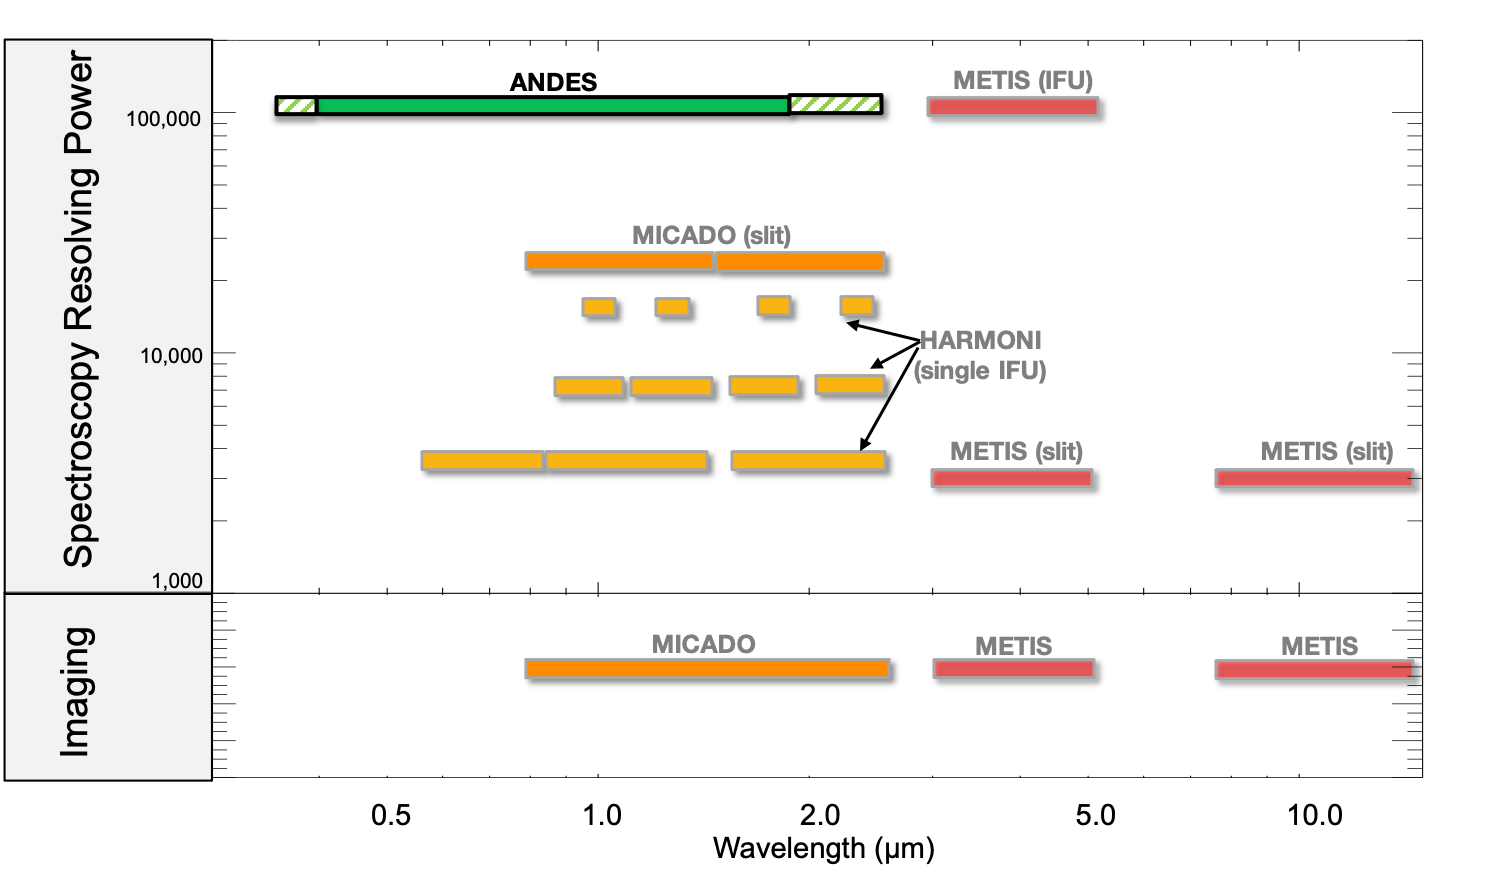 Spectroscopy Resolving Power
Imaging
ANDES
METIS (IFU)
100,000
MICADO (slit)
HARMONI
(single IFU)
10,000
METIS (slit)
METIS (slit)
1,000
MICADO
METIS
METIS
0.5
1.0
2.0
5.0
10.0
Wavelength (µm)